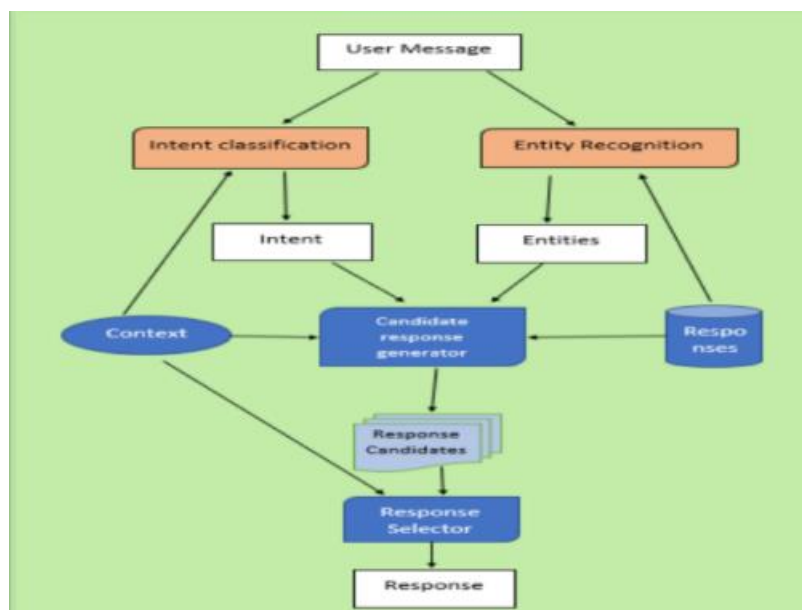 User Message
Intent classification
Entity Recognition
Intent
Entities
Context
Candidate
response
generator
Respo
nses
Response
Candidates
Response
Selector
Response